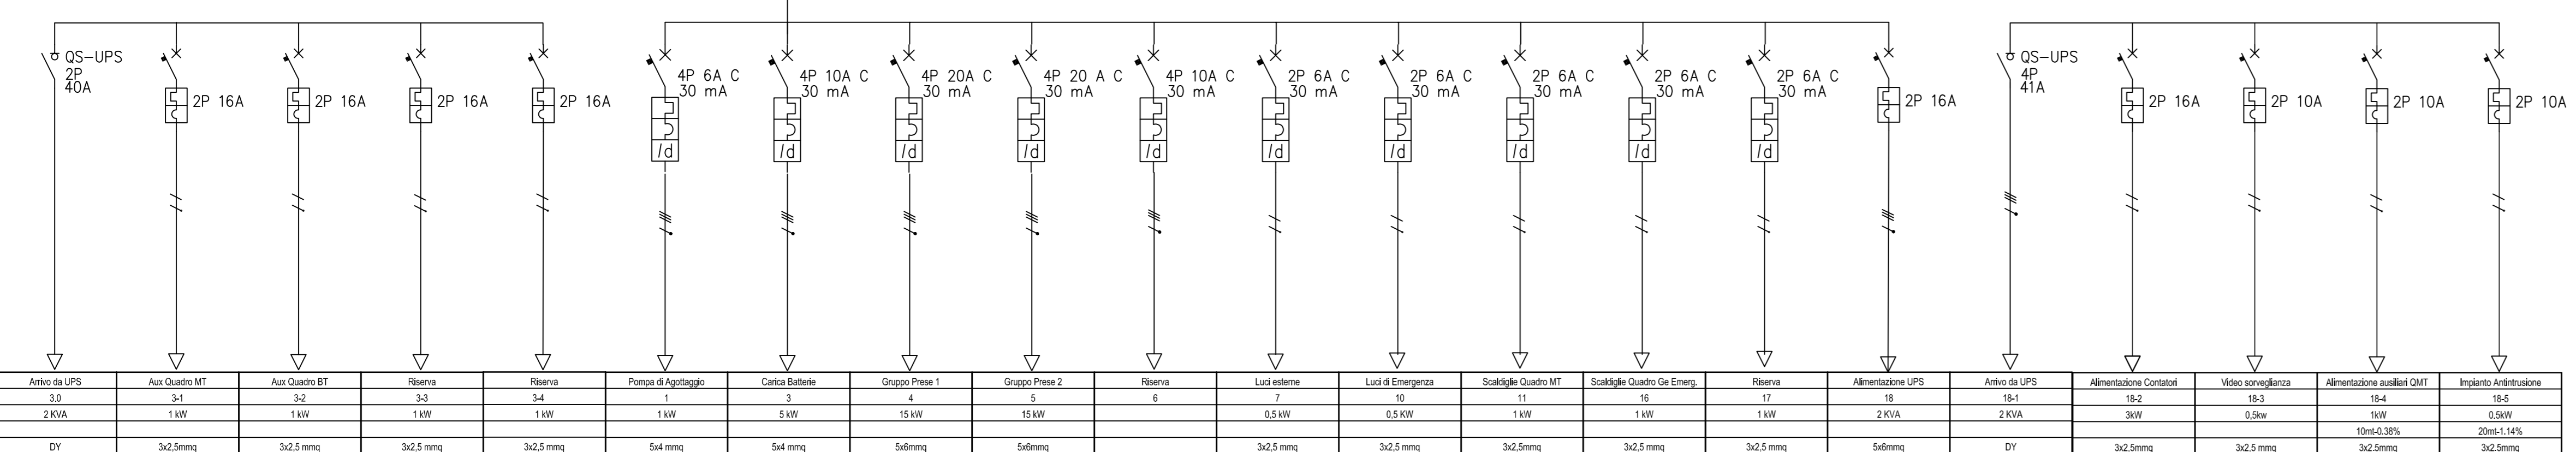 QS-UPS
2P
40A
2P 16A
2P 16A
2P 16A
2P 16A
4P 6A C
30 mA
Id
4P 10A C
30 mA
Id
4P 20A C
30 mA
Id
4P 20 A C
30 mA
Id
4P 10A C
30 mA
Id
2P 6A C
30 mA
Id
2P 6A C
30 mA
Id
2P 6A C
30 mA
Id
2P 6A C
30 mA
Id
2P 6A C
30 mA
Id
2P 16A
QS-UPS
4P
41A
2P 16A
2P 10A
2P 10A
2P 10A
Arrivo da UPS Aux Quadro MT Aux Quadro BT Riserva Riserva Pompa di Agottaggio Carica Batterie Gruppo Prese 1 Gruppo Prese 2 Riserva Luci esterne Luci di Emergenza Scaldiglie Quadro MT Scaldiglie Quadro Ge Emerg. Riserva Alimentazione UPS Arrivo da UPS Alimentazione Contatori Video sorveglianza Alimentazione ausiliari QMT Impianto Antintrusione
3.0 3-1 3-2 3-3 3-4 1 3 4 5 6 7 10 11 16 17 18 18-1 18-2 18-3 18-4 18-5
2 KVA 1 kW 1 kW 1 kW 1 kW 1 kW 5 kW 15 kW 15 kW 0,5 kW 0,5 KW 1 kW 1 kW 1 kW 2 KVA 2 KVA 3kW 0,5kw 1kW 0,5kW
10mt-0.38% 20mt-1.14%
DY 3x2,5mmq 3x2,5 mmq 3x2,5 mmq 3x2,5 mmq 5x4 mmq 5x4 mmq 5x6mmq 5x6mmq 3x2,5 mmq 3x2,5 mmq 3x2,5mmq 3x2,5 mmq 3x2,5 mmq 5x6mmq DY 3x2,5mmq 3x2,5 mmq 3x2.5mmq 3x2.5mmq